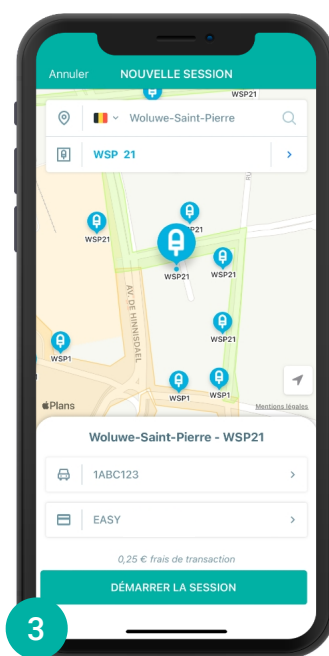 Annuler NOUVELLE SESSION
WSP21
Woluwe-Saint-Pierre
WSP 21
WSP21
WSP21
WSP21
WSP21
AV. DE HINNISDAEL
WSP21
WSP1
WSP1
WSP1
Plans
Mentions légales
Woluwe-Saint-Pierre - WSP21
1ABC123
EASY
0,25 € frais de transaction
DÉMARRER LA SESSION
3